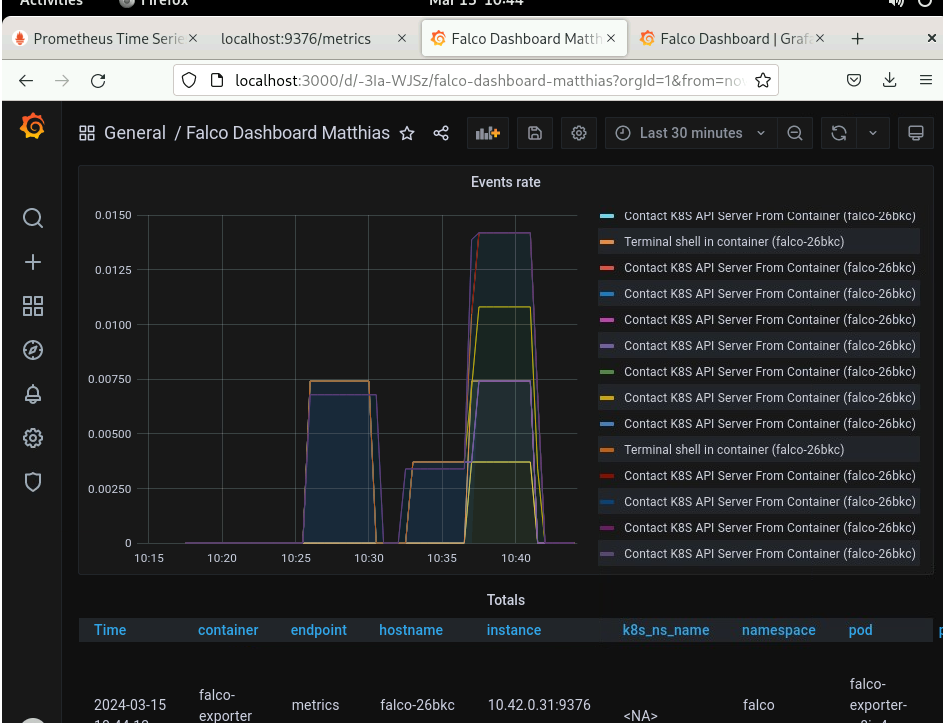 Activities Firefox Mar 15 10:44
Prometheus Time Serie
localhost:9376/metrics
Falco Dashboard Matth
Falco Dashboard | Grafa
localhost:3000/d/-3Ia-WJSz/falco-dashboard-matthias?orgId=1&from=nov
General / Falco Dashboard Matthias
Last 30 minutes
Events rate
0.0150
0.0125
0.0100
0.00750
0.00500
0.00250
0
10:15 10:20 10:25 10:30 10:35 10:40
Contact K8S API Server From Container (falco-26bkc)
Terminal shell in container (falco-26bkc)
Contact K8S API Server From Container (falco-26bkc)
Contact K8S API Server From Container (falco-26bkc)
Contact K8S API Server From Container (falco-26bkc)
Contact K8S API Server From Container (falco-26bkc)
Contact K8S API Server From Container (falco-26bkc)
Contact K8S API Server From Container (falco-26bkc)
Contact K8S API Server From Container (falco-26bkc)
Terminal shell in container (falco-26bkc)
Contact K8S API Server From Container (falco-26bkc)
Contact K8S API Server From Container (falco-26bkc)
Contact K8S API Server From Container (falco-26bkc)
Contact K8S API Server From Container (falco-26bkc)
Totals
Time container endpoint hostname instance k8s_ns_name namespace pod
2024-03-15
falco-
exporter
metrics
falco-26bkc
10.42.0.31:9376
<NA>
falco
falco-
exporter-